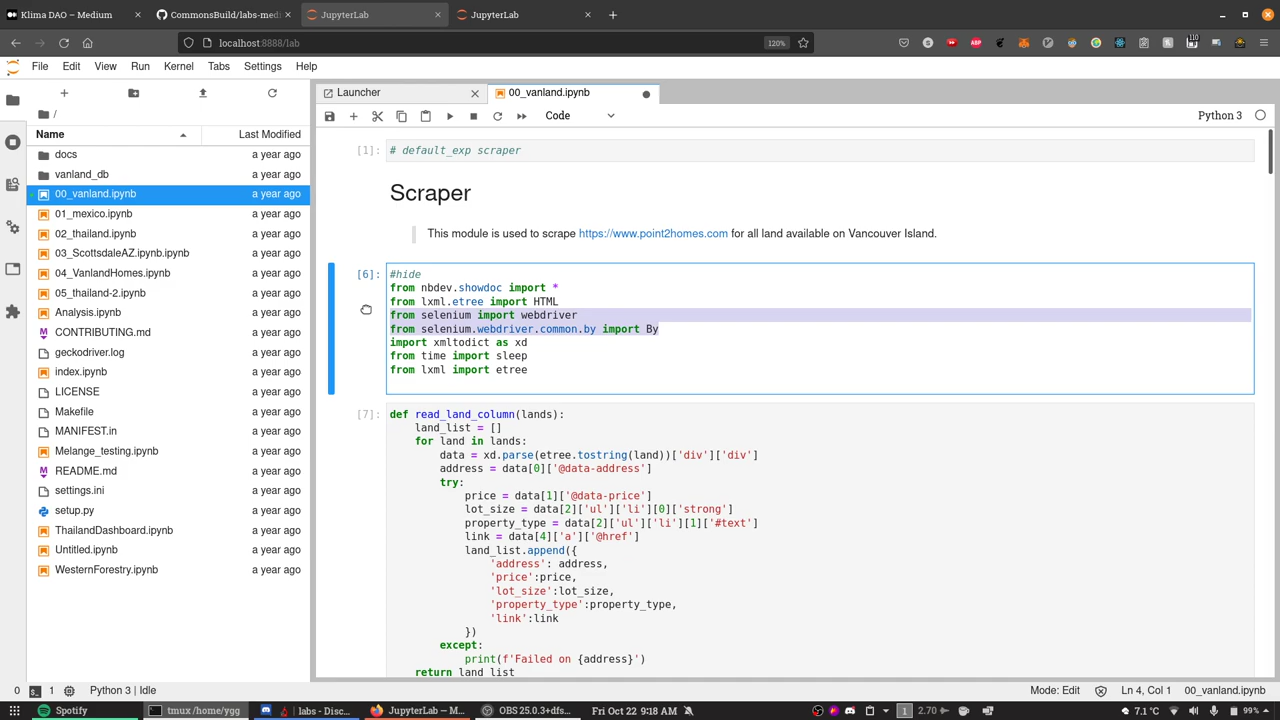 Klima DAO – Medium
CommonsBuild/labs-med
JupyterLab
JupyterLab
localhost:8888/lab
120%
File Edit View Run Kernel Tabs Settings Help
/
Name Last Modified
docs a year ago
vanland_db a year ago
00_vanland.ipynb a year ago
01_mexico.ipynb a year ago
02_thailand.ipynb a year ago
03_ScottsdaleAZ.ipynb.ipynb a year ago
04_VanlandHomes.ipynb a year ago
05_thailand-2.ipynb a year ago
Analysis.ipynb a year ago
CONTRIBUTING.md a year ago
geckodriver.log a year ago
index.ipynb a year ago
LICENSE a year ago
Makefile a year ago
MANIFEST.in a year ago
Melange_testing.ipynb a year ago
README.md a year ago
settings.ini a year ago
setup.py a year ago
ThailandDashboard.ipynb a year ago
Untitled.ipynb a year ago
WesternForestry.ipynb a year ago
Launcher
00_vanland.ipynb
Code
Python 3
[1]: # default_exp scraper
Scraper
This module is used to scrape https://www.point2homes.com for all land available on Vancouver Island.
[6]: #hide
from nbdev.showdoc import *
from lxml.etree import HTML
from selenium import webdriver
from selenium.webdriver.common.by import By
import xmltodict as xd
from time import sleep
from lxml import etree
[7]: def read_land_column(lands):
land_list = []
for land in lands:
data = xd.parse(etree.tostring(land))['div']['div']
address = data[0]['@data-address']
try:
price = data[1]['@data-price']
lot_size = data[2]['ul']['li'][0]['strong']
property_type = data[2]['ul']['li'][1]['#text']
link = data[4]['a']['@href']
land_list.append({
'address': address,
'price':price,
'lot_size':lot_size,
'property_type':property_type,
'link':link
})
except:
print(f'Failed on {address}')
return land_list
0 1 Python 3 | Idle
Mode: Edit Ln 4, Col 1 00_vanland.ipynb
Spotify
tmux /home/ygg
labs - Disc...
JupyterLab — M...
OBS 25.0.3+dfs...
Fri Oct 22 9:18 AM
1
2.70
7.1°C
99%